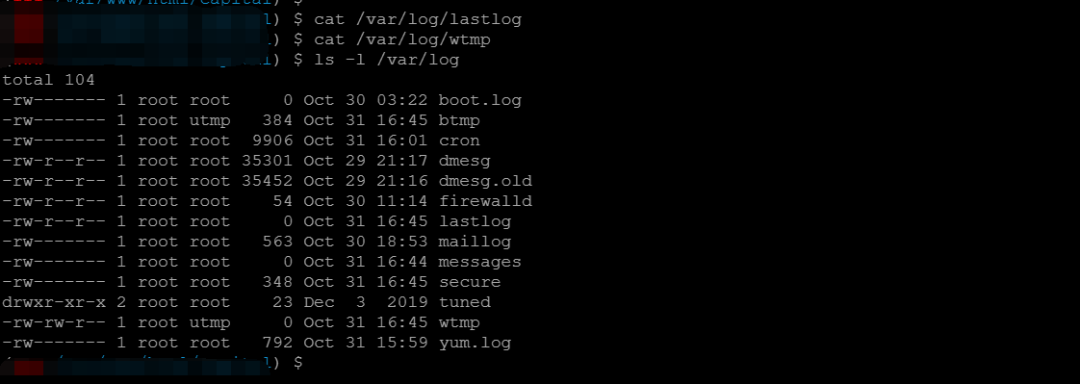 /var/www/html/capital) $
) $ cat /var/log/lastlog
) $ cat /var/log/wtmp
) $ ls -l /var/log
total 104
-rw------- 1 root root     0 Oct 30 03:22 boot.log
-rw------- 1 root utmp   384 Oct 31 16:45 btmp
-rw------- 1 root root  9906 Oct 31 16:01 cron
-rw-r--r-- 1 root root 35301 Oct 29 21:17 dmesg
-rw-r--r-- 1 root root 35452 Oct 29 21:16 dmesg.old
-rw-r--r-- 1 root root    54 Oct 30 11:14 firewalld
-rw-r--r-- 1 root root     0 Oct 31 16:45 lastlog
-rw------- 1 root root   563 Oct 30 18:53 maillog
-rw------- 1 root root     0 Oct 31 16:44 messages
-rw------- 1 root root   348 Oct 31 16:45 secure
drwxr-xr-x 2 root root    23 Dec  3  2019 tuned
-rw-rw-r-- 1 root utmp     0 Oct 31 16:45 wtmp
-rw------- 1 root root   792 Oct 31 15:59 yum.log
) $